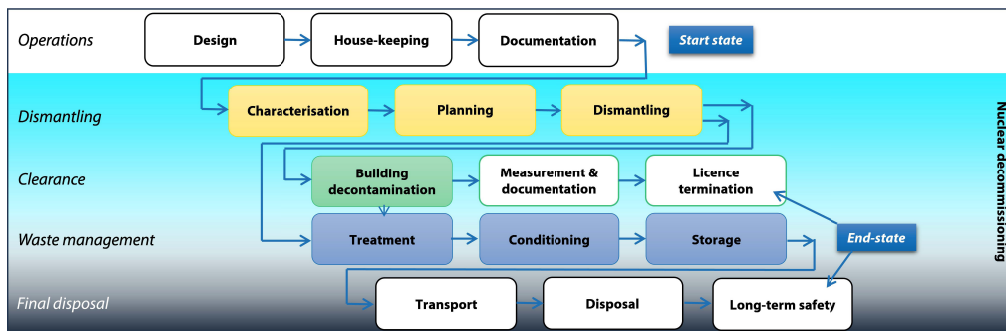 Operations
Design
House-keeping
Documentation
Start state
Dismantling
Characterisation
Planning
Dismantling
Clearance
Building
decontamination
Measurement &
documentation
Licence
termination
Waste management
Treatment
Conditioning
Storage
End-state
Final disposal
Transport
Disposal
Long-term safety
Nuclear decommissioning